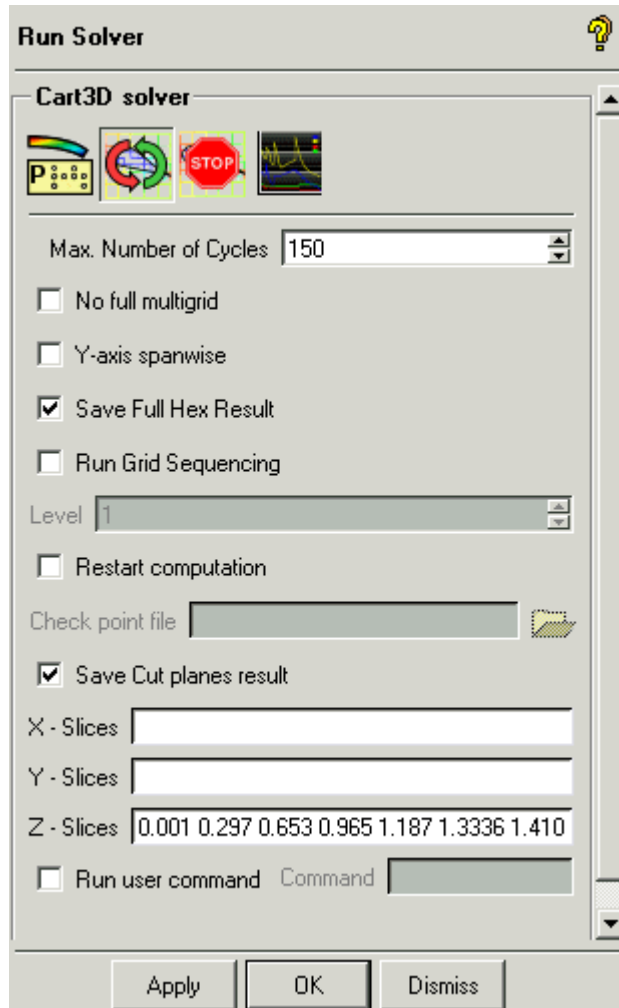 Run Solver
Cart3D solver
P
STOP
Max. Number of Cycles 150
No full multigrid
Y-axis spanwise
Save Full Hex Result
Run Grid Sequencing
Level 1
Restart computation
Check point file
Save Cut planes result
X - Slices
Y - Slices
Z - Slices 0.001 0.297 0.653 0.965 1.187 1.3336 1.410
Run user command Command
Apply OK Dismiss